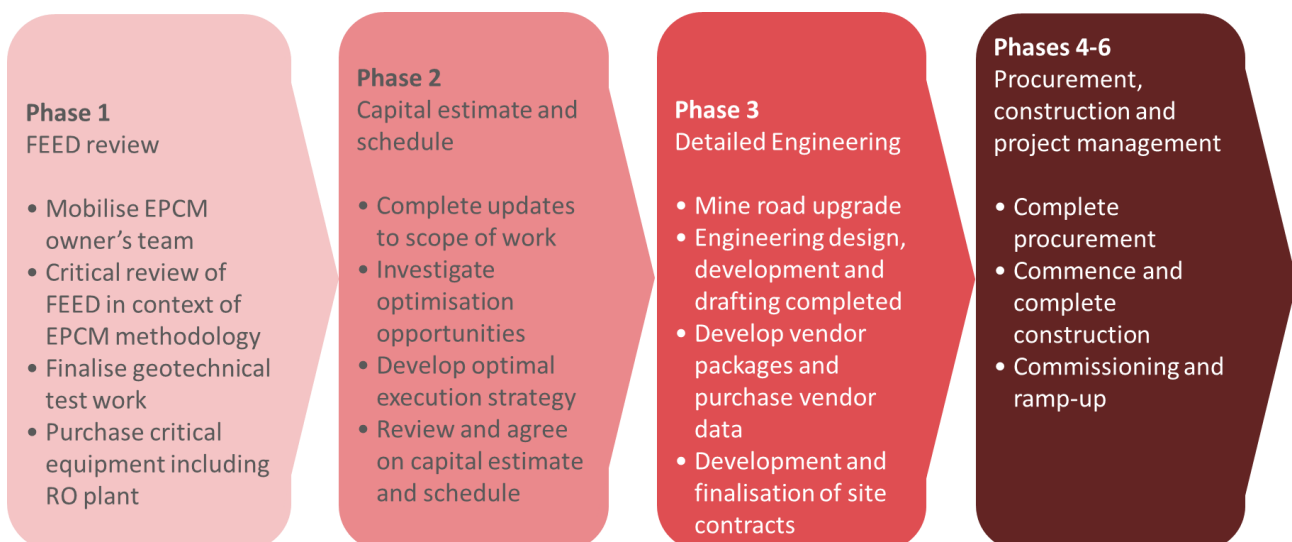 Phase 1
FEED review
• Mobilise EPCM
owner's team
• Critical review of
FEED in context of
EPCM methodology
• Finalise geotechnical
test work
• Purchase critical
equipment including
RO plant
Phase 2
Capital estimate and
schedule
• Complete updates
to scope of work
• Investigate
optimisation
opportunities
• Develop optimal
execution strategy
• Review and agree
on capital estimate
and schedule
Phase 3
Detailed Engineering
• Mine road upgrade
• Engineering design,
development and
drafting completed
• Develop vendor
packages and
purchase vendor
data
• Development and
finalisation of site
contracts
Phases 4-6
Procurement,
construction and
project management
• Complete
procurement
• Commence and
complete
construction
• Commissioning and
ramp-up